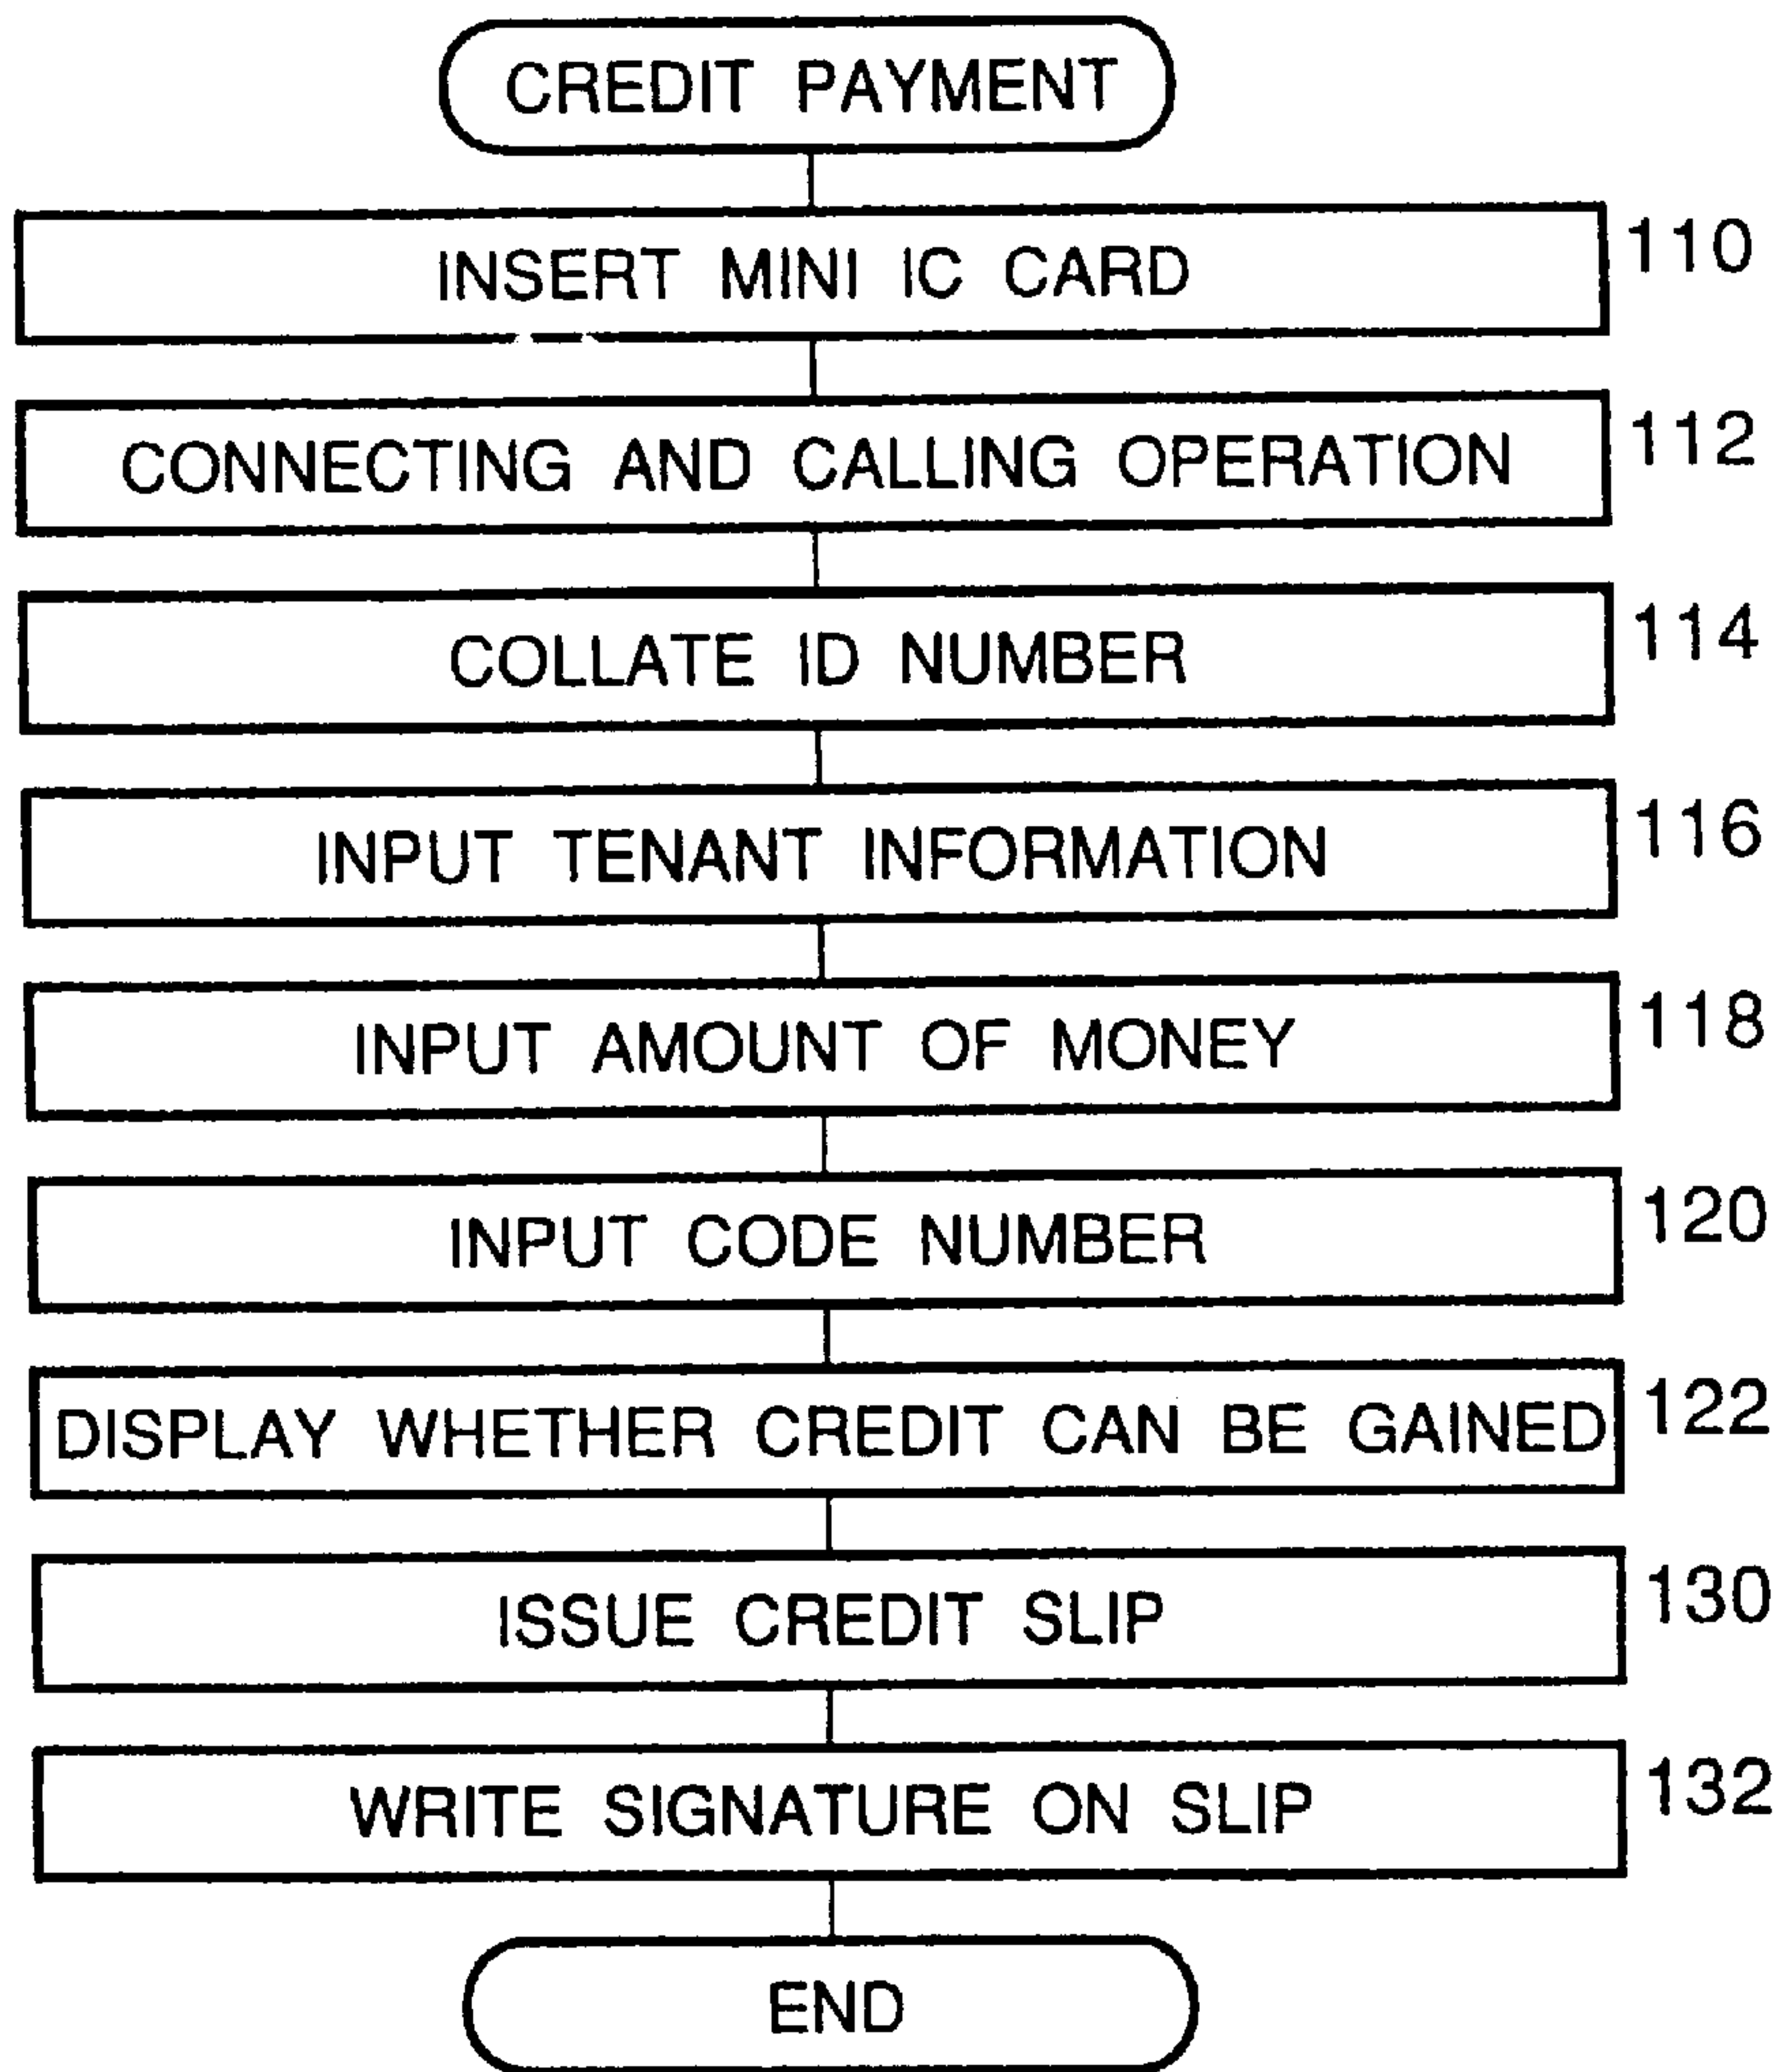 CREDIT PAYMENT
INSERT MINI IC CARD 110
CONNECTING AND CALLING OPERATION 112
COLLATE ID NUMBER 114
INPUT TENANT INFORMATION 116
INPUT AMOUNT OF MONEY 118
INPUT CODE NUMBER 120
DISPLAY WHETHER CREDIT CAN BE GAINED 122
ISSUE CREDIT SLIP 130
WRITE SIGNATURE ON SLIP 132
END